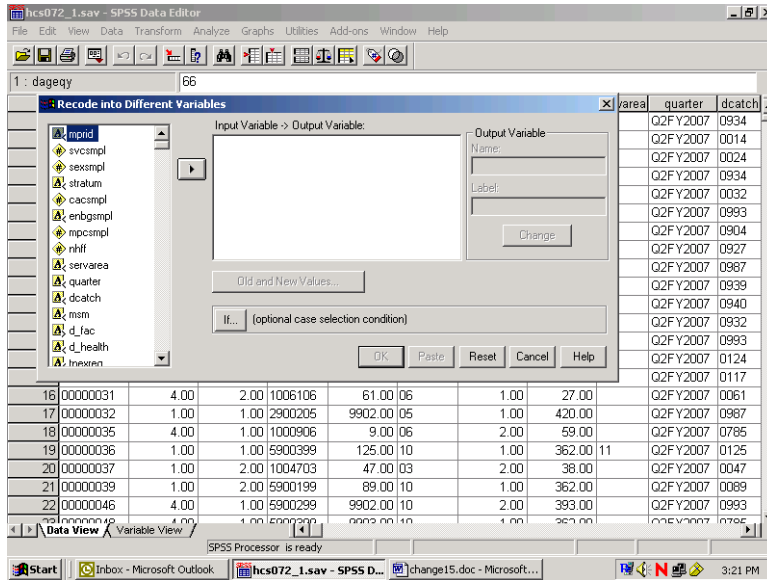 hcs072_1.sav - SPSS Data Editor
File Edit View Data Transform Analyze Graphs Utilities Add-ons Window Help
1 : dageqy 66
Recode into Different Variables
varea quarter dcatch
mprid
svcsmpl
sexsmpl
stratum
cacsmpl
enbgsmpl
mpcsmpl
nhff
servarea
quarter
dcatch
msm
d_fac
d_health
tnexreg
Input Variable -> Output Variable:
Output Variable
Name:
Label:
Change
Old and New Values...
If... (optional case selection condition)
OK Paste Reset Cancel Help
Q2FY2007 0934
Q2FY2007 0014
Q2FY2007 0024
Q2FY2007 0934
Q2FY2007 0032
Q2FY2007 0993
Q2FY2007 0904
Q2FY2007 0927
Q2FY2007 0987
Q2FY2007 0939
Q2FY2007 0940
Q2FY2007 0932
Q2FY2007 0993
Q2FY2007 0124
Q2FY2007 0117
16 00000031 4.00 2.00 1006106 61.00 06 1.00 27.00 Q2FY2007 0061
17 00000032 1.00 1.00 2900205 9902.00 05 1.00 420.00 Q2FY2007 0987
18 00000035 4.00 1.00 1000906 9.00 06 2.00 59.00 Q2FY2007 0785
19 00000036 1.00 1.00 5900399 125.00 10 1.00 362.00 11 Q2FY2007 0125
20 00000037 1.00 2.00 1004703 47.00 03 2.00 38.00 Q2FY2007 0047
21 00000039 1.00 2.00 5900199 89.00 10 1.00 362.00 Q2FY2007 0089
22 00000046 4.00 1.00 5900299 9902.00 10 2.00 393.00 Q2FY2007 0993
Data View Variable View
SPSS Processor is ready
Start Inbox - Microsoft Outlook hcs072_1.sav - SPSS D... change15.doc - Microsoft... 3:21 PM